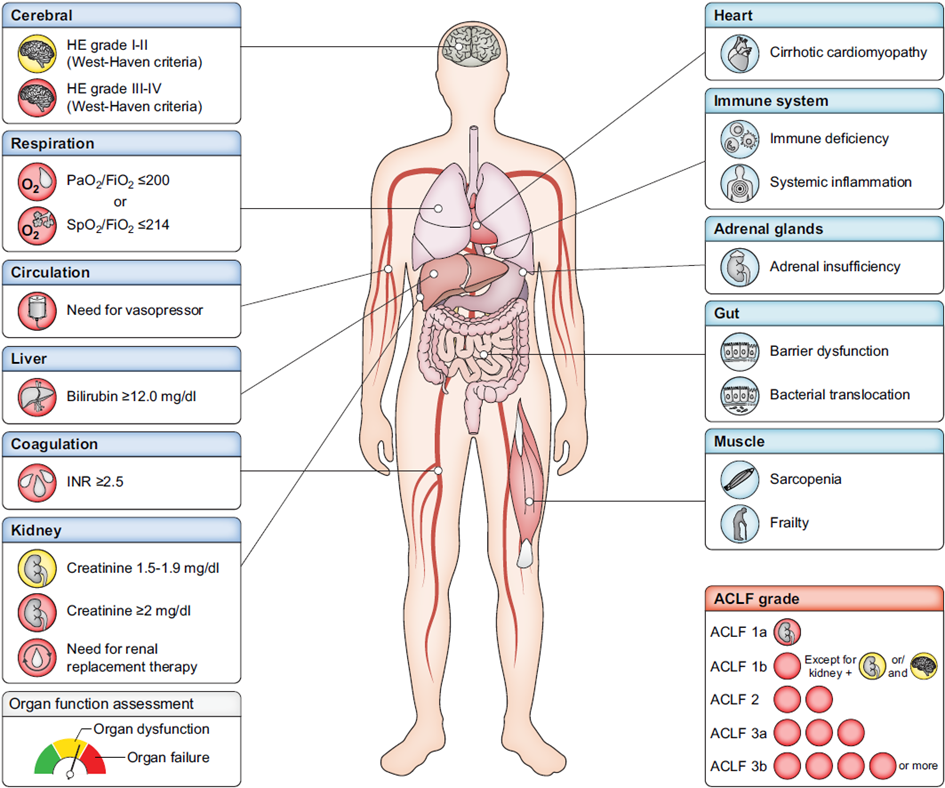 Cerebral
HE grade I-II
(West-Haven criteria)
HE grade III-IV
(West-Haven criteria)
Respiration
O2
PaO2/FiO2 ≤200
or
O2
SpO2/FiO2 ≤214
Circulation
Need for vasopressor
Liver
Bilirubin ≥12.0 mg/dl
Coagulation
INR ≥2.5
Kidney
Creatinine 1.5-1.9 mg/dl
Creatinine ≥2 mg/dl
Need for renal
replacement therapy
Organ function assessment
Organ dysfunction
Organ failure
Heart
Cirrhotic cardiomyopathy
Immune system
Immune deficiency
Systemic inflammation
Adrenal glands
Adrenal insufficiency
Gut
Barrier dysfunction
Bacterial translocation
Muscle
Sarcopenia
Frailty
ACLF grade
ACLF 1a
ACLF 1b
Except for
kidney +
or/
and
ACLF 2
ACLF 3a
ACLF 3b
or more